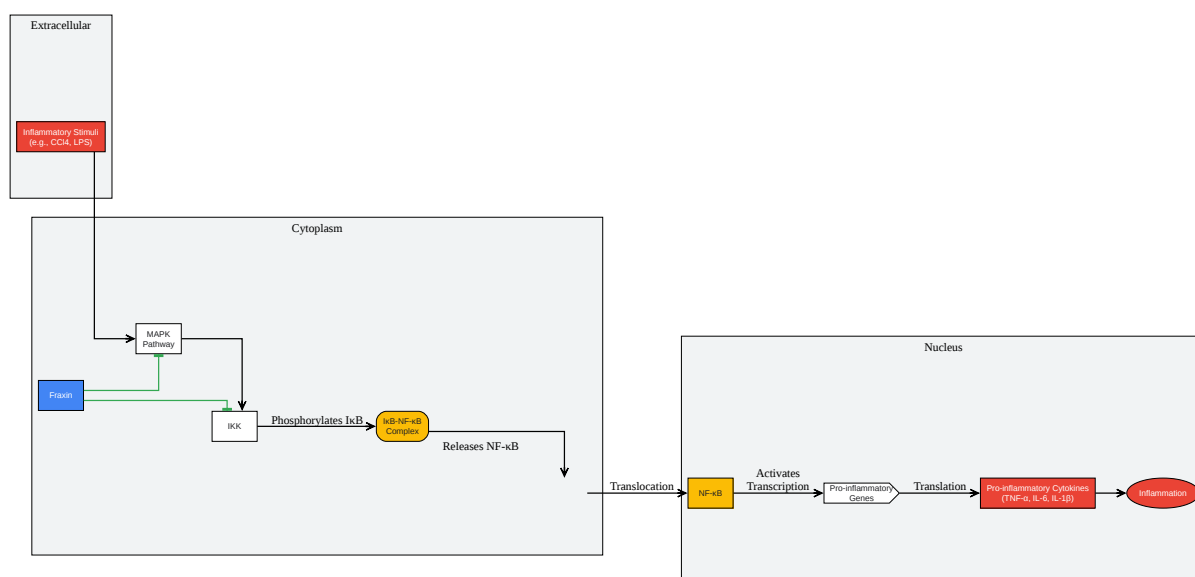 Extracellular
Inflammatory Stimuli
(e.g., CCl4, LPS)
Cytoplasm
MAPK
Pathway
Fraxin
IKK
Phosphorylates IκB
IκB-NF-κB
Complex
Releases NF-κB
Translocation
Nucleus
NF-κB
Activates
Transcription
Pro-inflammatory
Genes
Translation
Pro-inflammatory Cytokines
(TNF-α, IL-6, IL-1β)
Inflammation